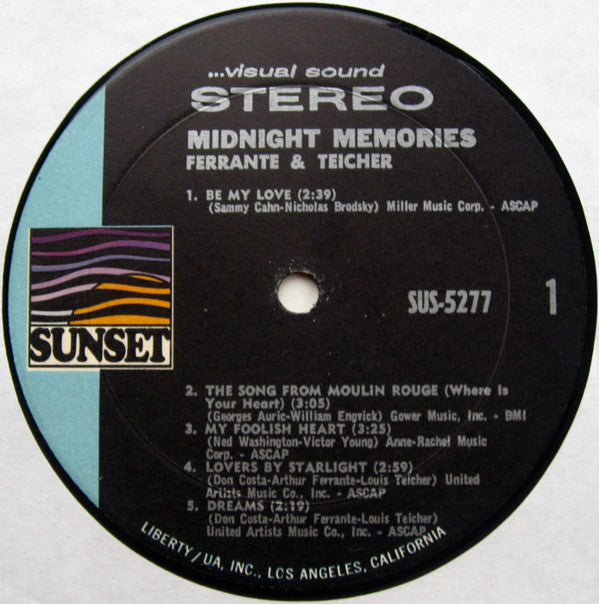 ...visual sound
STEREO
MIDNIGHT MEMORIES
FERRANTE & TEICHER
1. BE MY LOVE (2:39)
(Sammy Cahn-Nicholas Brodsky) Miller Music Corp. - ASCAP
SUNSET
SUS-5277 1
2. THE SONG FROM MOULIN ROUGE (Where Is
Your Heart) (3:05)
(Georges Auric-William Engvick) Gower Music, Inc. - BMI
3. MY FOOLISH HEART (3:25)
(Ned Washington-Victor Young) Anne-Rachel Music
Corp. - ASCAP
4. LOVERS BY STARLIGHT (2:59)
(Don Costa-Arthur Ferrante-Louis Teicher) United
Artists Music Co., Inc. - ASCAP
5. DREAMS (2:19)
(Don Costa-Arthur Ferrante-Louis Teicher)
United Artists Music Co., Inc. - ASCAP
LIBERTY/UA, INC., LOS ANGELES, CALIFORNIA